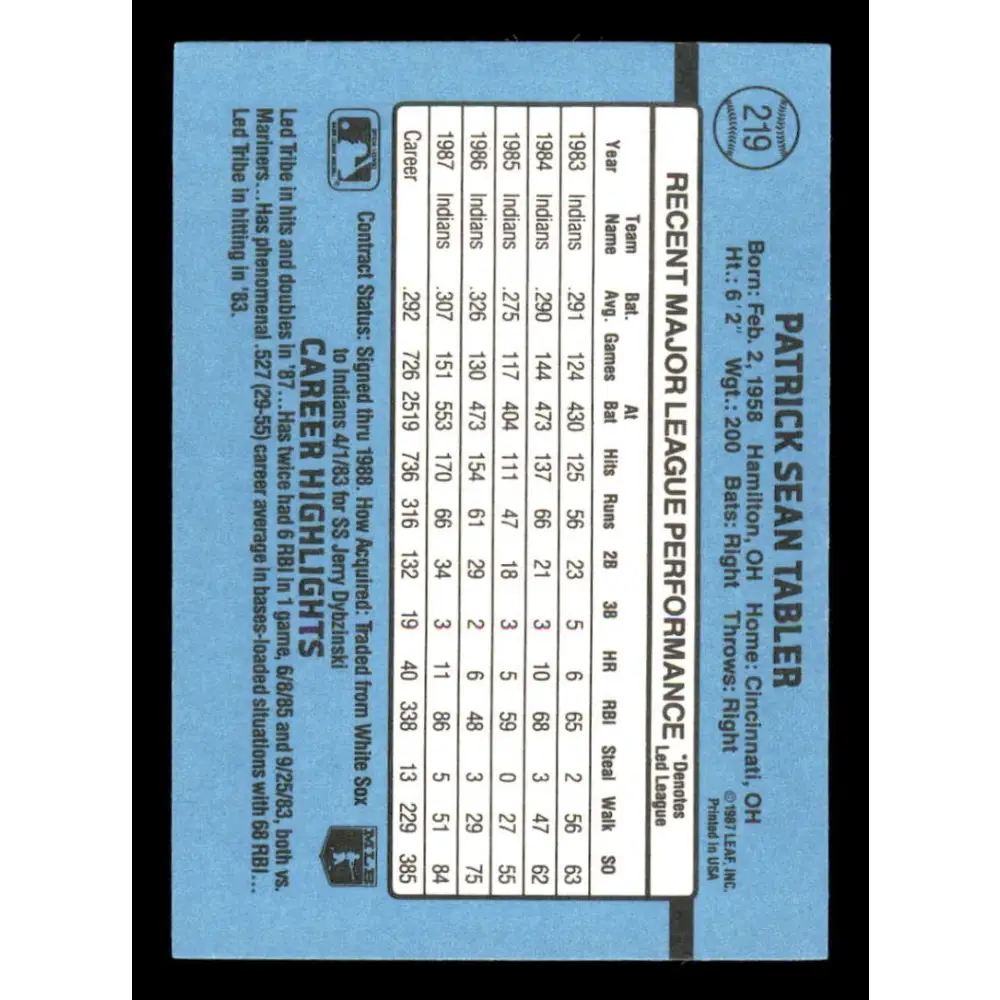 219
PATRICK SEAN TABLER
Born: Feb. 2, 1958 Hamilton, OH Home: Cincinnati, OH
Ht.: 6'2" Wgt.: 200 Bats: Right Throws: Right
©1987 LEAF, INC.
Printed in USA
RECENT MAJOR LEAGUE PERFORMANCE
*Denotes
Led League
Year Team Name Bat. Avg. Games At Bat Hits Runs 2B 3B HR RBI Steal Walk SO
1983 Indians .291 124 430 125 56 23 5 6 65 2 56 63
1984 Indians .290 144 473 137 66 21 3 10 68 3 47 62
1985 Indians .275 117 404 111 47 18 3 5 59 0 27 55
1986 Indians .326 130 473 154 61 29 2 6 48 3 29 75
1987 Indians .307 151 553 170 66 34 3 11 86 5 51 84
Career .292 726 2519 736 316 132 19 40 338 13 229 385
Contract Status: Signed thru 1988. How Acquired: Traded from White Sox
to Indians 4/1/83 for SS Jerry Dybzinski
MLB
CAREER HIGHLIGHTS
Led Tribe in hits and doubles in '87...Has twice had 6 RBI in 1 game, 6/8/85 and 9/25/83, both vs.
Mariners...Has phenomenal .527 (29-55) career average in bases-loaded situations with 68 RBI...
Led Tribe in hitting in '83.